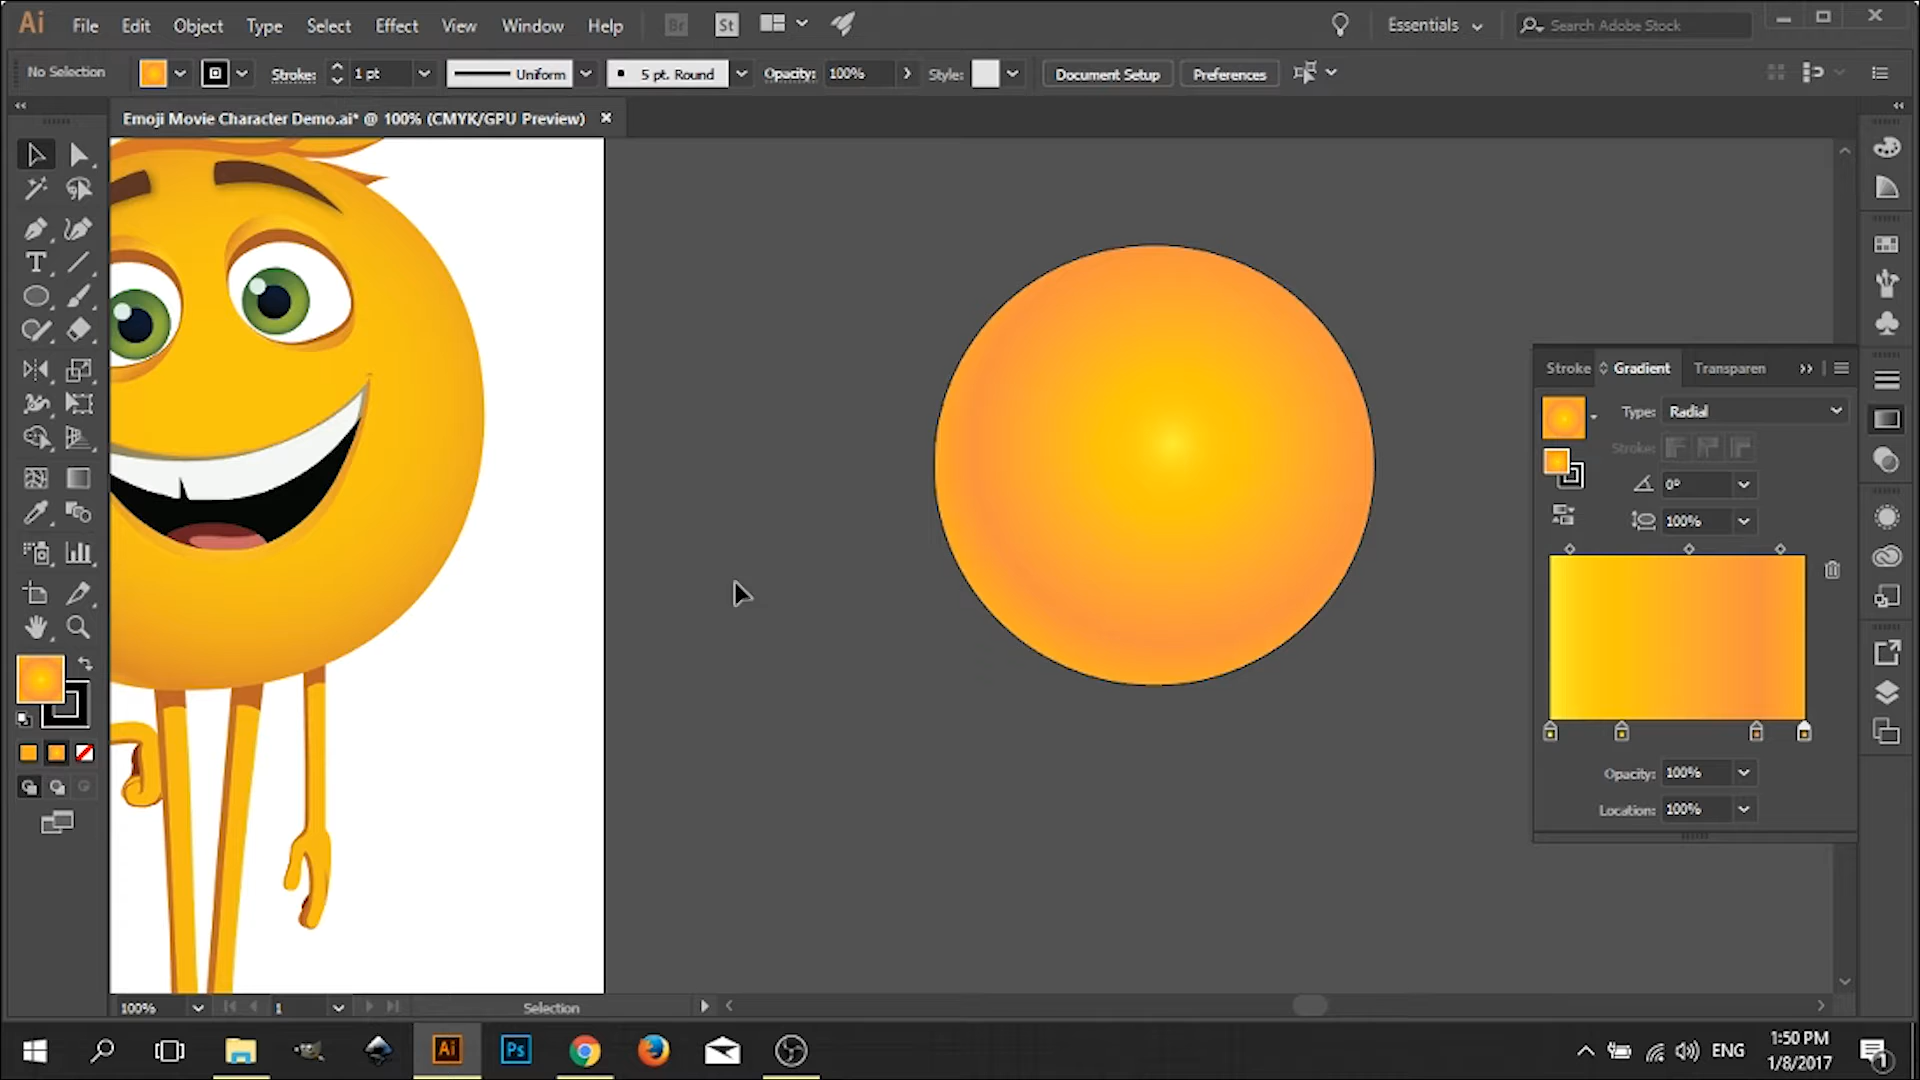 Ai File Edit Object Type Select Effect View Window Help Br St Essentials Search Adobe Stock
No Selection Stroke: 1 pt Uniform 5 pt. Round Opacity: 100% Style: Document Setup Preferences
Emoji Movie Character Demo.ai* @ 100% (CMYK/GPU Preview)
Stroke Gradient Transparen
Type: Radial
Stroke:
0°
100%
Opacity: 100%
Location: 100%
100% 1 Selection
Ai Ps ENG 1:50 PM
1/8/2017 1